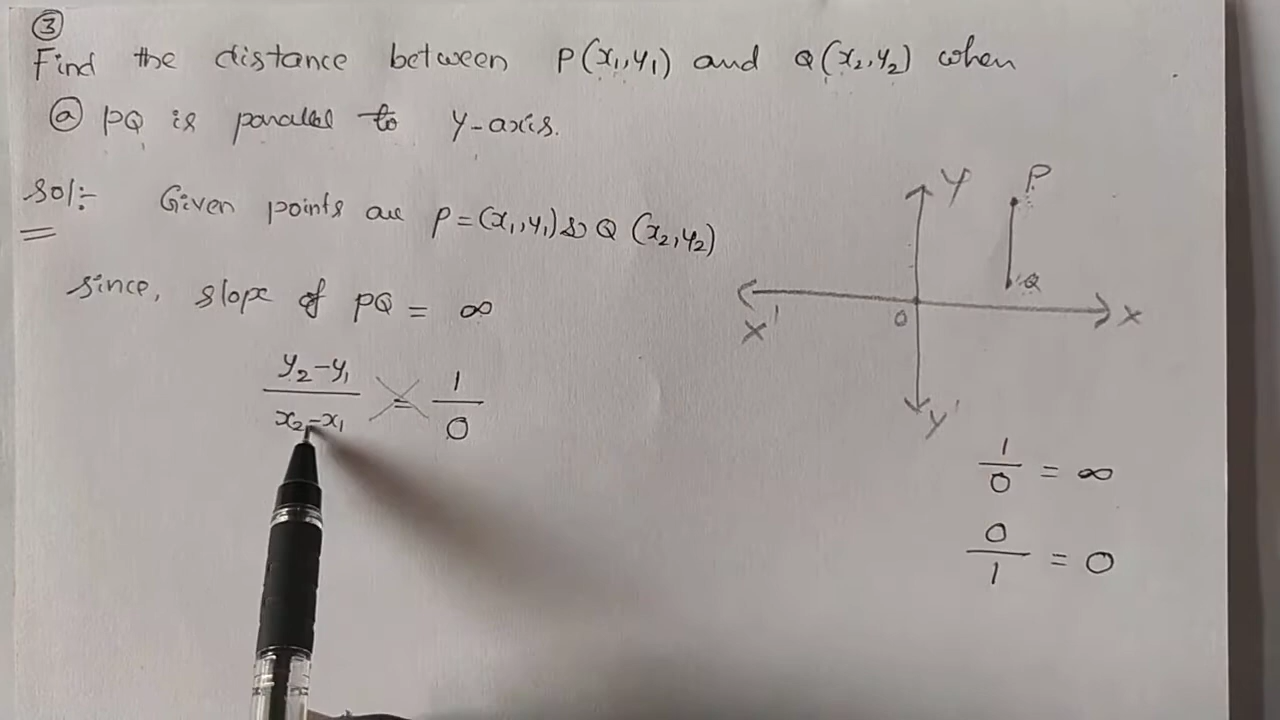 ③
Find the distance between P(x₁,y₁) and Q(x₂,y₂) when
ⓐ PQ is parallel to y-axis.
Sol:- Given points are P=(x₁,y₁) & Q (x₂,y₂)
since, slope of PQ = ∞
y₂-y₁ / x₂-x₁ = 1 / 0
Y
P
Q
X'
O
X
Y'
1/0 = ∞
0/1 = 0